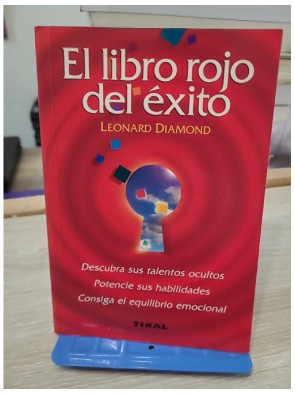 El libro rojo
del éxito
LEONARD DIAMOND
Descubra sus talentos ocultos
Potencie sus habilidades
Consiga el equilibrio emocional
TIKAL